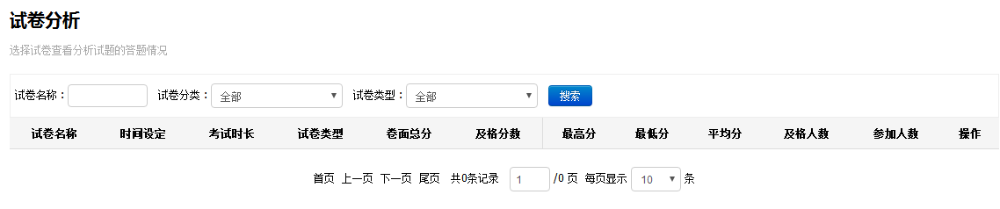 试卷分析
选择试卷查看分析试题的答题情况
试卷名称： 试卷分类： 全部 试卷类型： 全部 搜索
试卷名称 时间设定 考试时长 试卷类型 卷面总分 及格分数 最高分 最低分 平均分 及格人数 参加人数 操作
首页 上一页 下一页 尾页 共0条记录 1 /0 页 每页显示 10 条